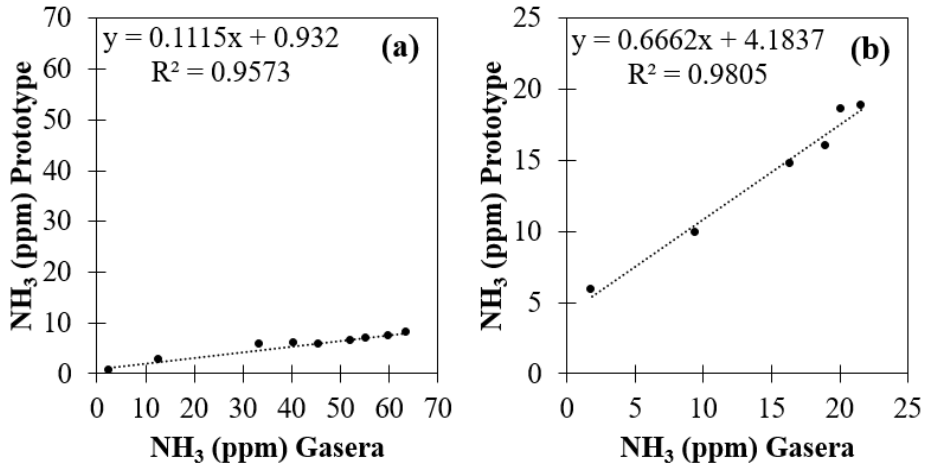 y = 0.1115x + 0.932
R² = 0.9573
(a)
NH₃ (ppm) Prototype
70
60
50
40
30
20
10
0
0 10 20 30 40 50 60 70
NH₃ (ppm) Gasera
y = 0.6662x + 4.1837
R² = 0.9805
(b)
NH₃ (ppm) Prototype
25
20
15
10
5
0
0 5 10 15 20 25
NH₃ (ppm) Gasera